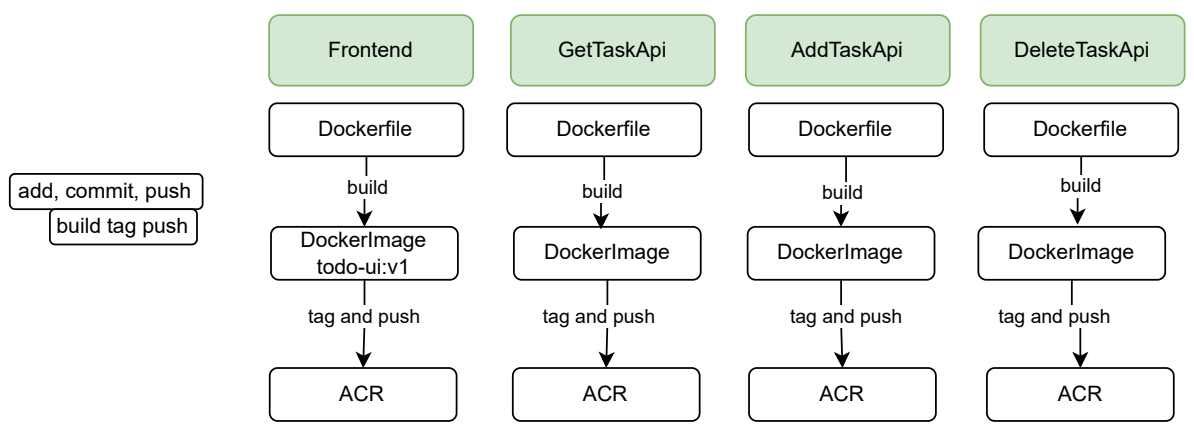 Frontend
GetTaskApi
AddTaskApi
DeleteTaskApi
Dockerfile
Dockerfile
Dockerfile
Dockerfile
add, commit, push
build tag push
build
build
build
build
DockerImage
todo-ui:v1
DockerImage
DockerImage
DockerImage
tag and push
tag and push
tag and push
tag and push
ACR
ACR
ACR
ACR